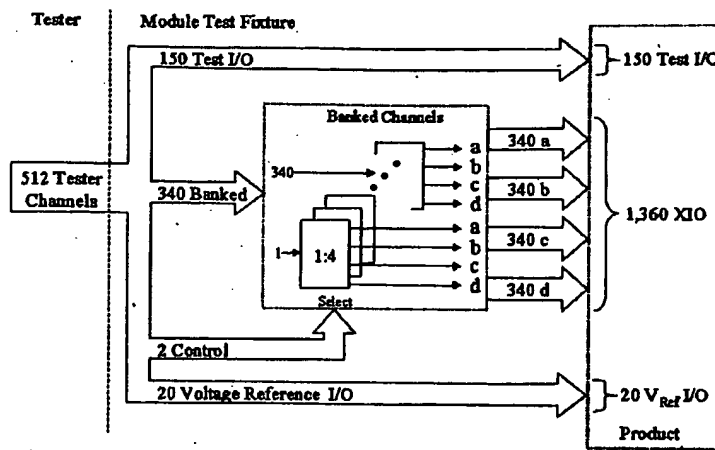 Tester
Module Test Fixture
150 Test I/O
150 Test I/O
Banked Channels
340
a
b
c
d
a
b
c
d
1
1:4
Select
512 Tester
Channels
340 Banked
340 a
340 b
340 c
340 d
1,360 XIO
2 Control
20 Voltage Reference I/O
20 VRef I/O
Product